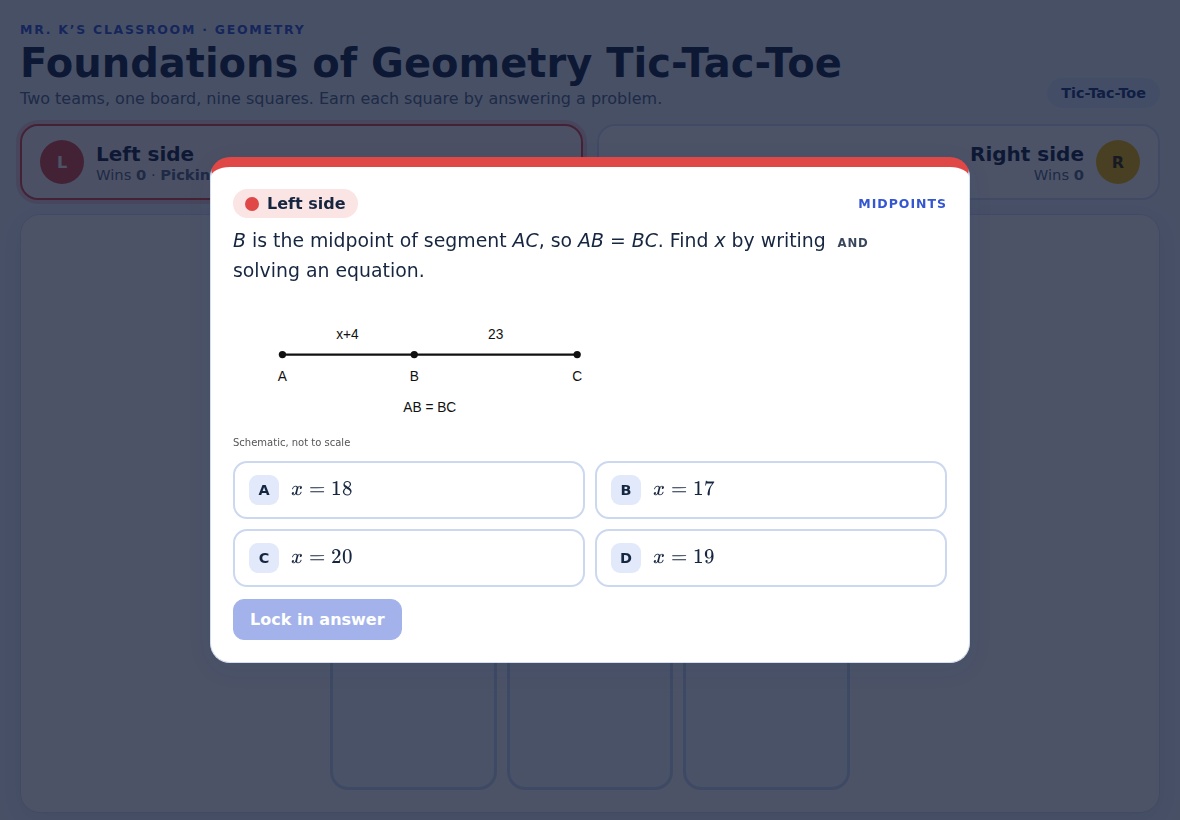 MR. K’S CLASSROOM · GEOMETRY
Foundations of Geometry Tic-Tac-Toe
Two teams, one board, nine squares. Earn each square by answering a problem.
Tic-Tac-Toe
L
Left side
Wins 0 · Pickin
Right side
Wins 0
R
Left side
MIDPOINTS
B is the midpoint of segment AC, so AB = BC. Find x by writing AND
solving an equation.
x+4 23
A B C
AB = BC
Schematic, not to scale
A x = 18
B x = 17
C x = 20
D x = 19
Lock in answer